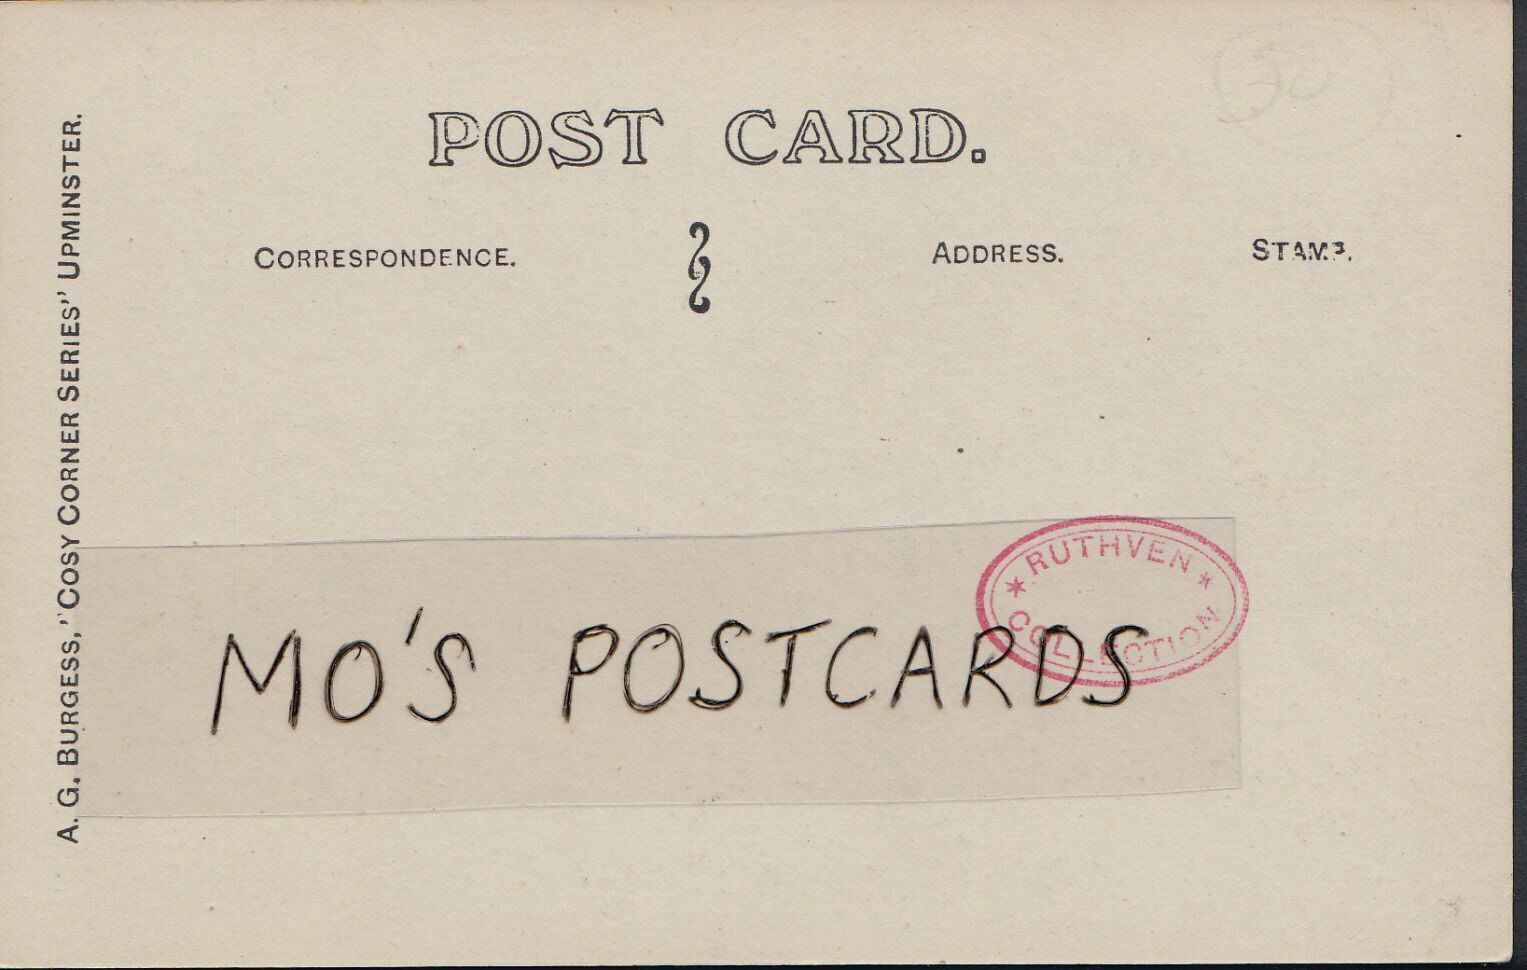 POST CARD.
CORRESPONDENCE.
ADDRESS.
STAMP.
A. G. BURGESS, "COSY CORNER SERIES" UPMINSTER.
RUTHVEN
COLLECTION
MO'S POSTCARDS